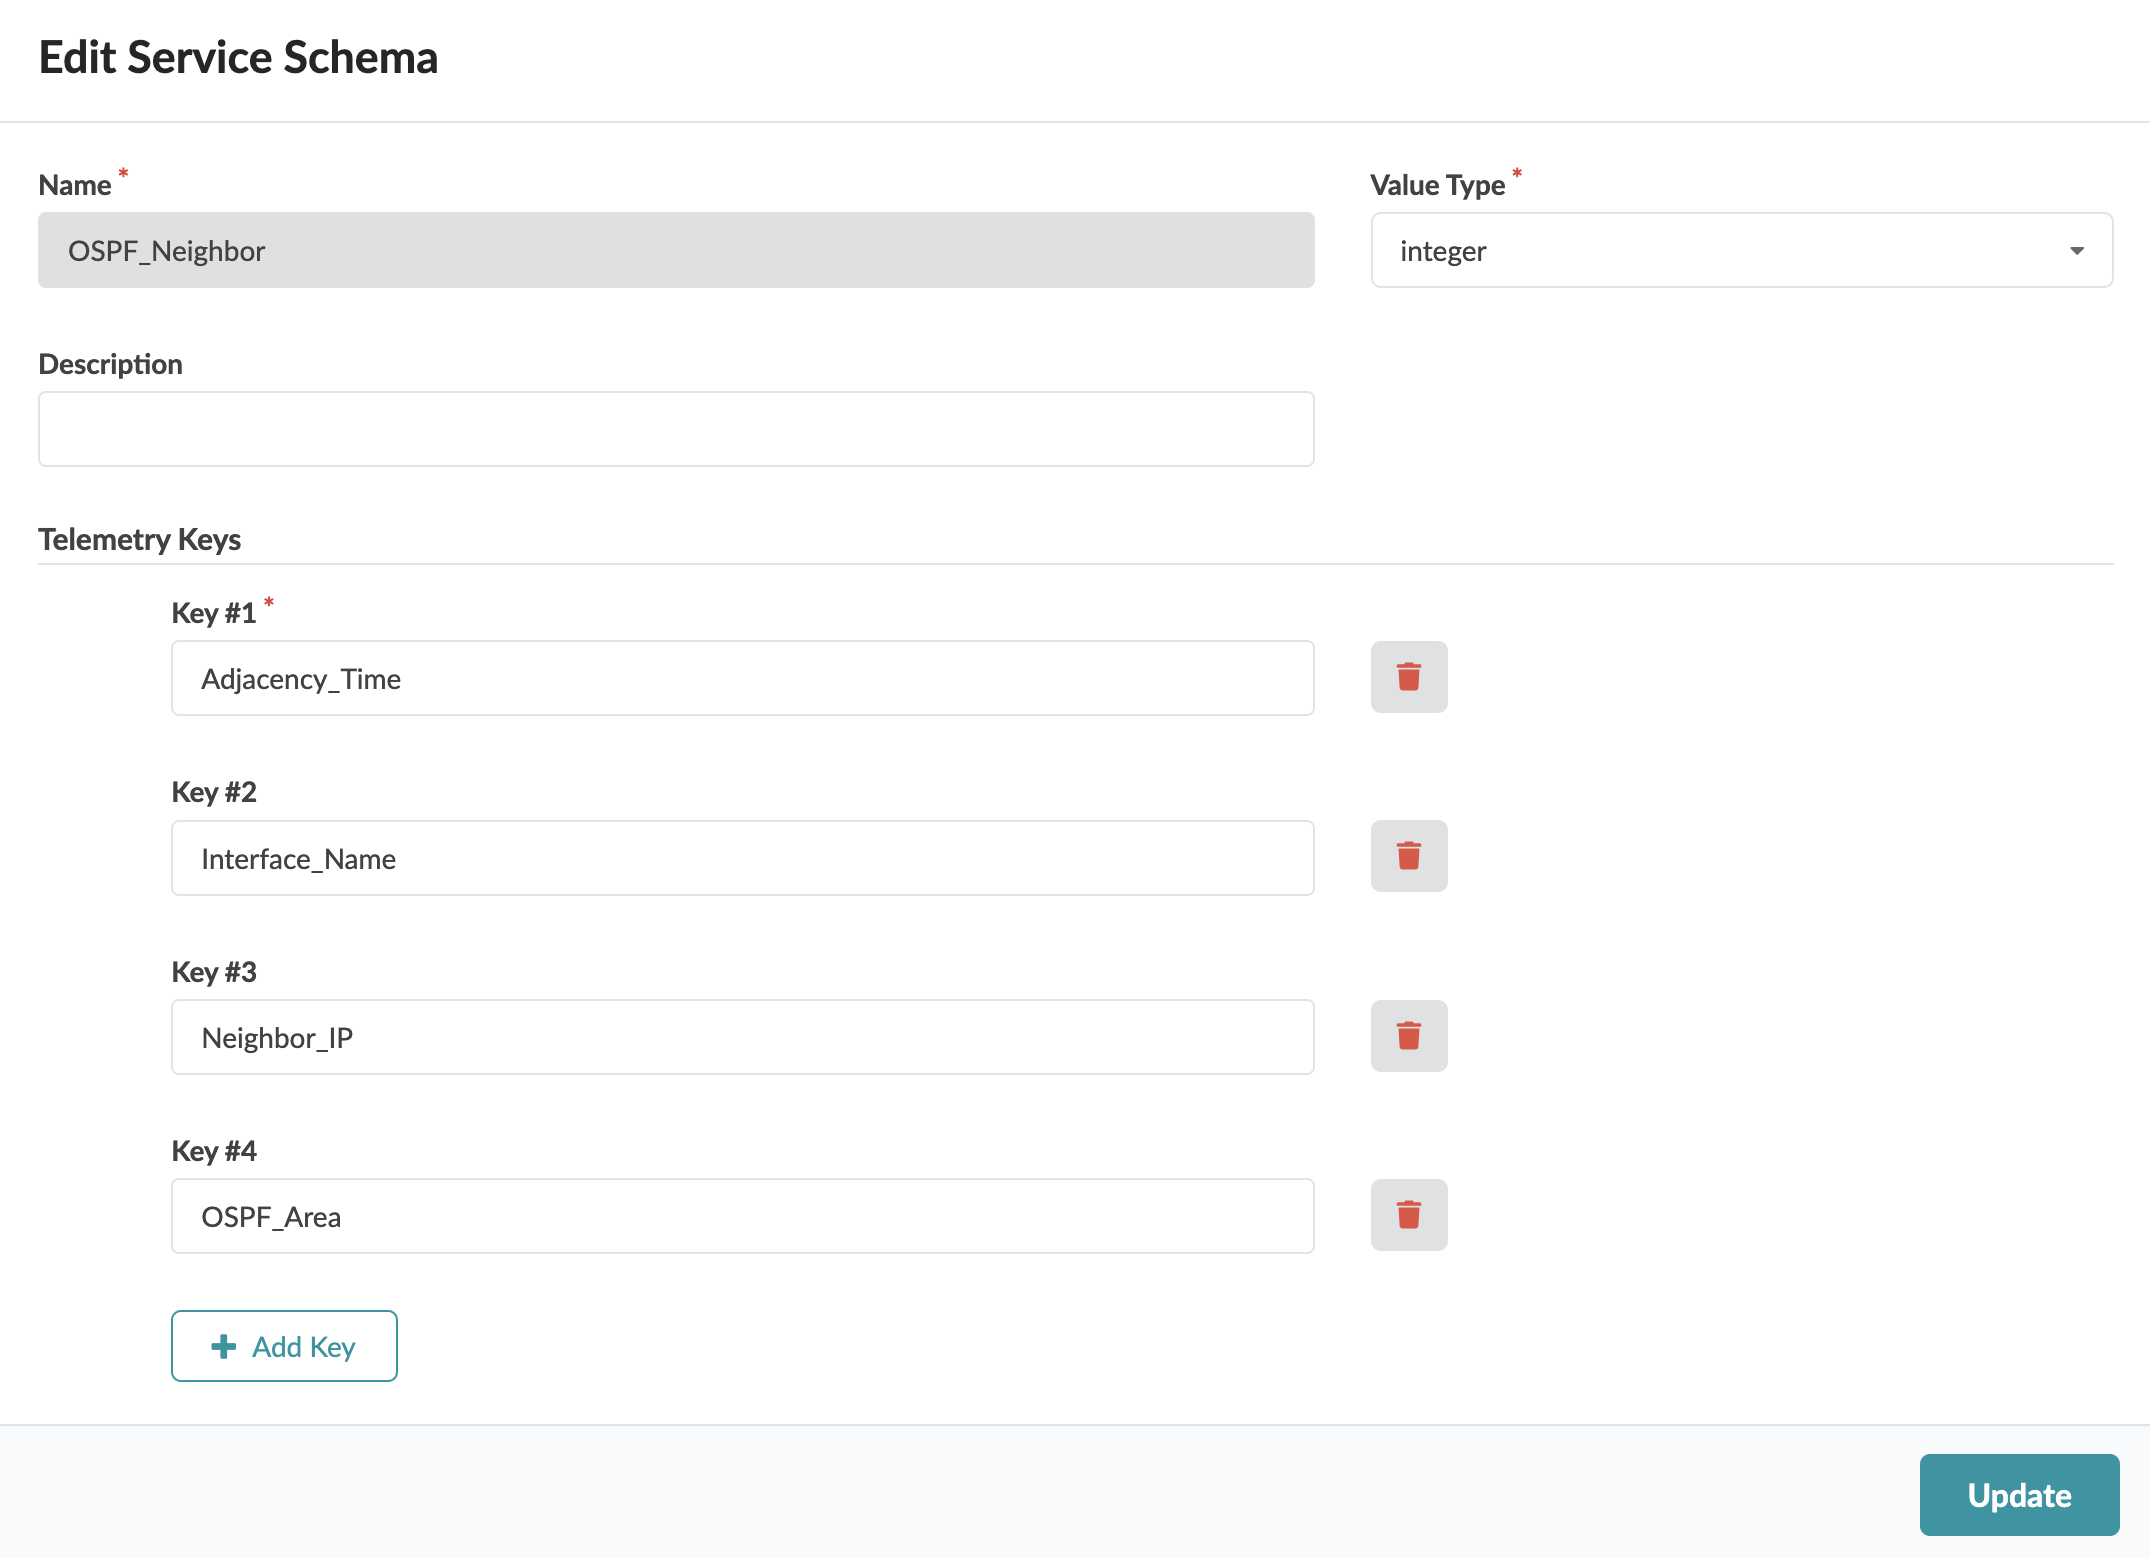 Edit Service Schema
Name *
Value Type *
OSPF_Neighbor
integer
Description
Telemetry Keys
Key #1 *
Adjacency_Time
Key #2
Interface_Name
Key #3
Neighbor_IP
Key #4
OSPF_Area
Add Key
Update